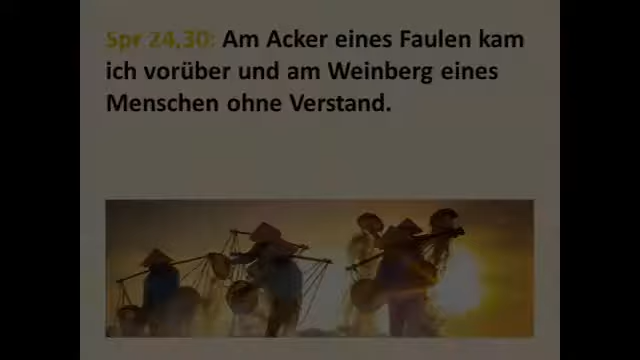 Spr 24,30: Am Acker eines Faulen kam
ich vorüber und am Weinberg eines
Menschen ohne Verstand.